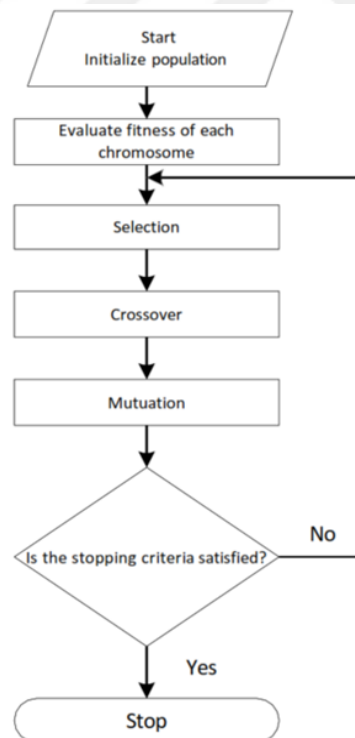 Start
Initialize population
Evaluate fitness of each
chromosome
Selection
Crossover
Mutuation
Is the stopping criteria satisfied?
No
Yes
Stop